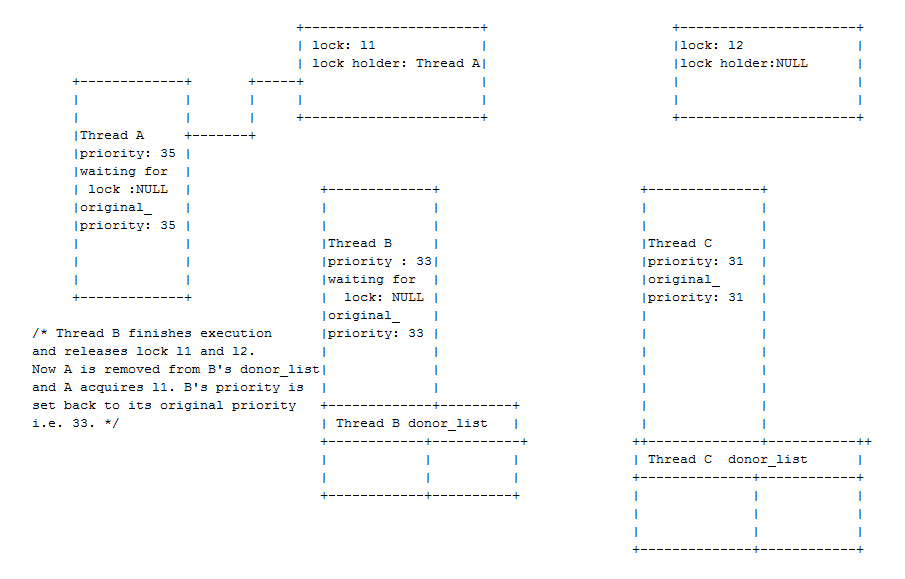 lock: l1
lock holder: Thread A
lock: l2
lock holder:NULL
Thread A
priority: 35
waiting for
lock :NULL
original_
priority: 35
Thread B
priority : 33
waiting for
lock: NULL
original_
priority: 33
Thread C
priority: 31
original_
priority: 31
/* Thread B finishes execution
and releases lock l1 and l2.
Now A is removed from B's donor_list
and A acquires l1. B's priority is
set back to its original priority
i.e. 33. */
Thread B donor_list
Thread C  donor_list